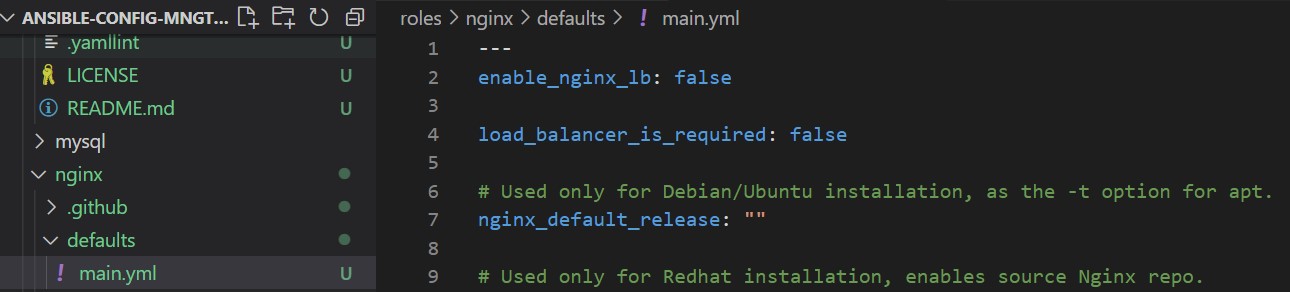 ANSIBLE-CONFIG-MNGT...
.yamllint U
LICENSE U
README.md U
mysql
nginx
.github
defaults
! main.yml U
roles > nginx > defaults > ! main.yml
1 ---
2 enable_nginx_lb: false
3
4 load_balancer_is_required: false
5
6 # Used only for Debian/Ubuntu installation, as the -t option for apt.
7 nginx_default_release: ""
8
9 # Used only for Redhat installation, enables source Nginx repo.